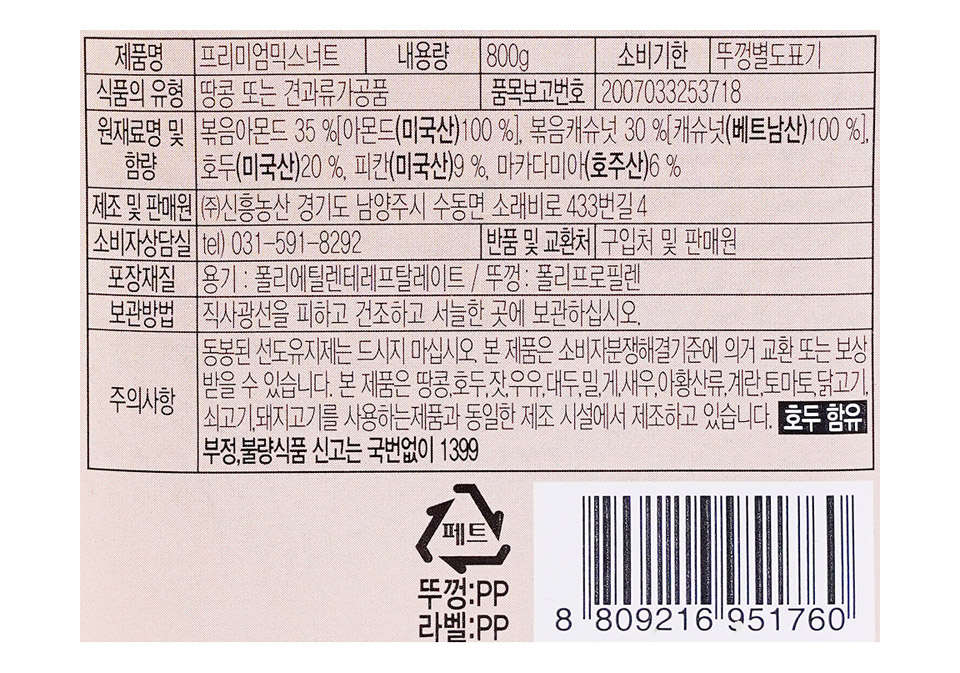 제품명 프리미엄믹스너트 내용량 800g 소비기한 뚜껑별도표기
식품의 유형 땅콩 또는 견과류가공품 품목보고번호 2007033253718
원재료명 및 함량 볶음아몬드 35 %[아몬드(미국산)100 %], 볶음캐슈넛 30 %[캐슈넛(베트남산)100 %],
호두(미국산)20 %, 피칸(미국산)9 %, 마카다미아(호주산)6 %
제조 및 판매원 ㈜신흥농산 경기도 남양주시 수동면 소래비로 433번길 4
소비자상담실 tel) 031-591-8292 반품 및 교환처 구입처 및 판매원
포장재질 용기 : 폴리에틸렌테레프탈레이트 / 뚜껑 : 폴리프로필렌
보관방법 직사광선을 피하고 건조하고 서늘한 곳에 보관하십시오.
주의사항 동봉된 선도유지제는 드시지 마십시오. 본 제품은 소비자분쟁해결기준에 의거 교환 또는 보상
받을 수 있습니다. 본 제품은 땅콩,호두,잣,우유,대두,밀,게,새우,아황산류,계란,토마토,닭고기,
쇠고기,돼지고기를 사용하는제품과 동일한 제조 시설에서 제조하고 있습니다. 호두 함유
부정,불량식품 신고는 국번없이 1399
페트
뚜껑:PP
라벨:PP
8 809216 951760